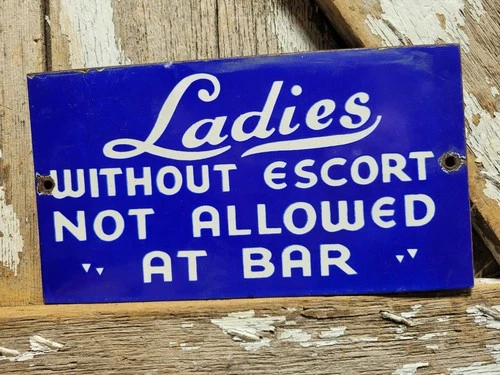 Ladies
WITHOUT ESCORT
NOT ALLOWED
AT BAR